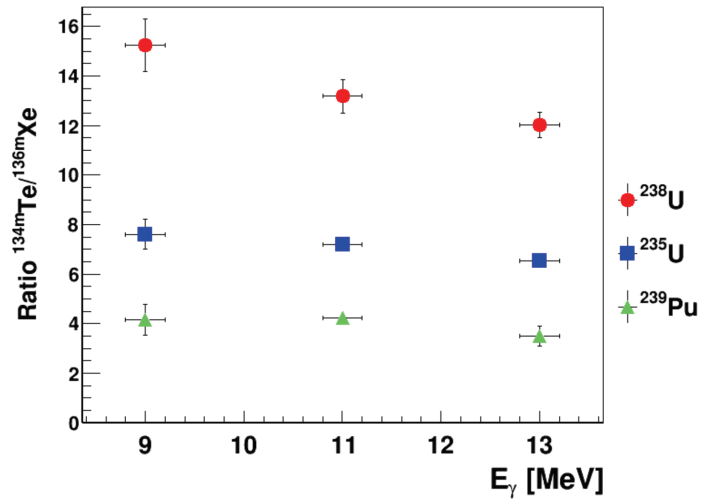 Ratio ¹³⁴ᵐTe/¹³⁶ᵐXe
16
14
12
10
8
6
4
2
0
9 10 11 12 13
Eγ [MeV]
²³⁸U
²³⁵U
²³⁹Pu